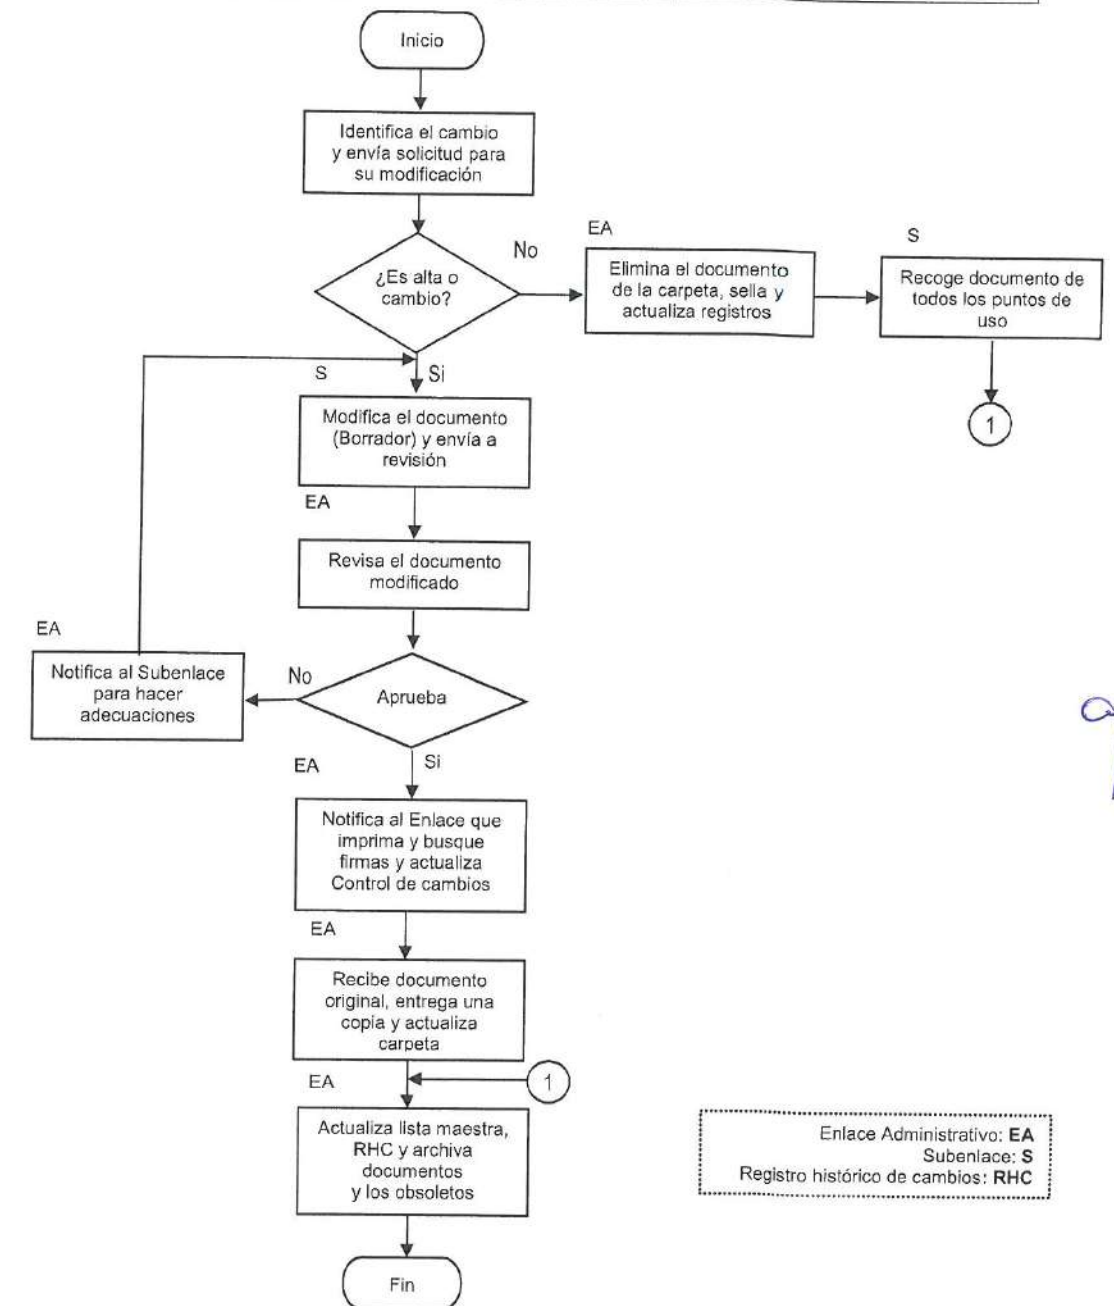 Inicio
Identifica el cambio
y envía solicitud para
su modificación
¿Es alta o
cambio?
No
EA
Elimina el documento
de la carpeta, sella y
actualiza registros
S
Recoge documento de
todos los puntos de
uso
1
S
Si
Modifica el documento
(Borrador) y envía a
revisión
EA
Revisa el documento
modificado
Aprueba
No
EA
Notifica al Subenlace
para hacer
adecuaciones
Si
EA
Notifica al Enlace que
imprima y busque
firmas y actualiza
Control de cambios
EA
Recibe documento
original, entrega una
copia y actualiza
carpeta
1
EA
Actualiza lista maestra,
RHC y archiva
documentos
y los obsoletos
Fin
Enlace Administrativo: EA
Subenlace: S
Registro histórico de cambios: RHC